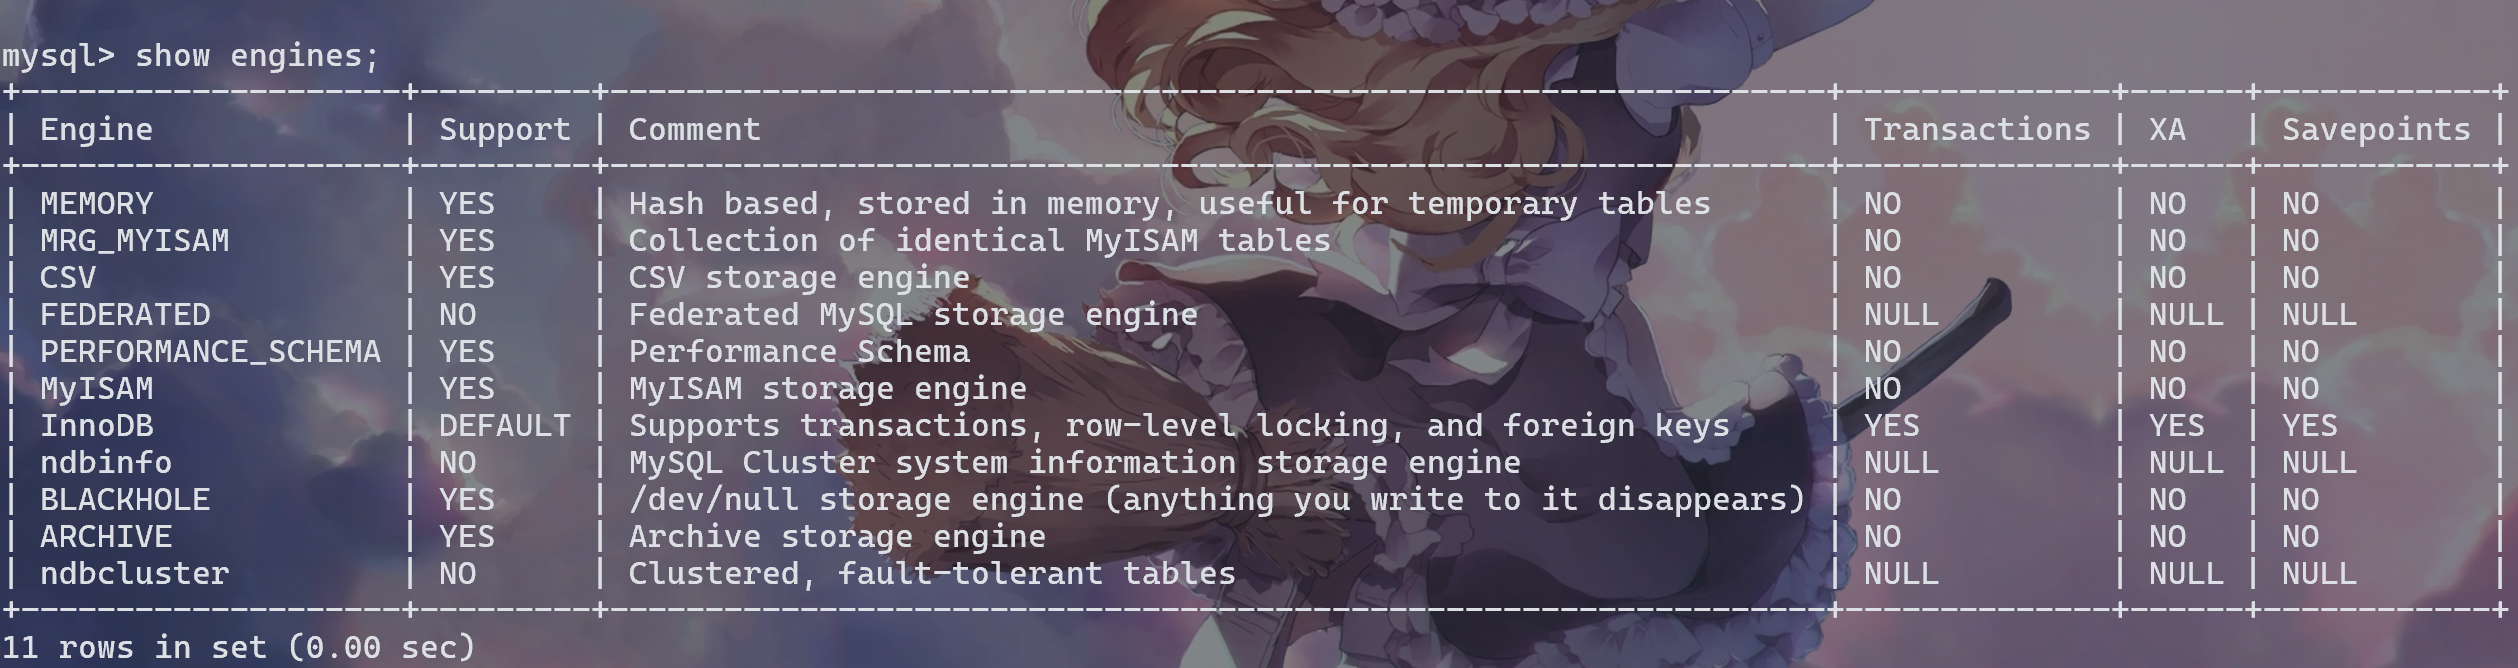 mysql> show engines;
+--------------------+---------+----------------------------------------------------------------+--------------+------+------------+
| Engine             | Support | Comment                                                        | Transactions | XA   | Savepoints |
+--------------------+---------+----------------------------------------------------------------+--------------+------+------------+
| MEMORY             | YES     | Hash based, stored in memory, useful for temporary tables      | NO           | NO   | NO         |
| MRG_MYISAM         | YES     | Collection of identical MyISAM tables                          | NO           | NO   | NO         |
| CSV                | YES     | CSV storage engine                                             | NO           | NO   | NO         |
| FEDERATED          | NO      | Federated MySQL storage engine                                 | NULL         | NULL | NULL       |
| PERFORMANCE_SCHEMA | YES     | Performance Schema                                             | NO           | NO   | NO         |
| MyISAM             | YES     | MyISAM storage engine                                          | NO           | NO   | NO         |
| InnoDB             | DEFAULT | Supports transactions, row-level locking, and foreign keys     | YES          | YES  | YES        |
| ndbinfo            | NO      | MySQL Cluster system information storage engine                | NULL         | NULL | NULL       |
| BLACKHOLE          | YES     | /dev/null storage engine (anything you write to it disappears) | NO           | NO   | NO         |
| ARCHIVE            | YES     | Archive storage engine                                         | NO           | NO   | NO         |
| ndbcluster         | NO      | Clustered, fault-tolerant tables                               | NULL         | NULL | NULL       |
+--------------------+---------+----------------------------------------------------------------+--------------+------+------------+
11 rows in set (0.00 sec)